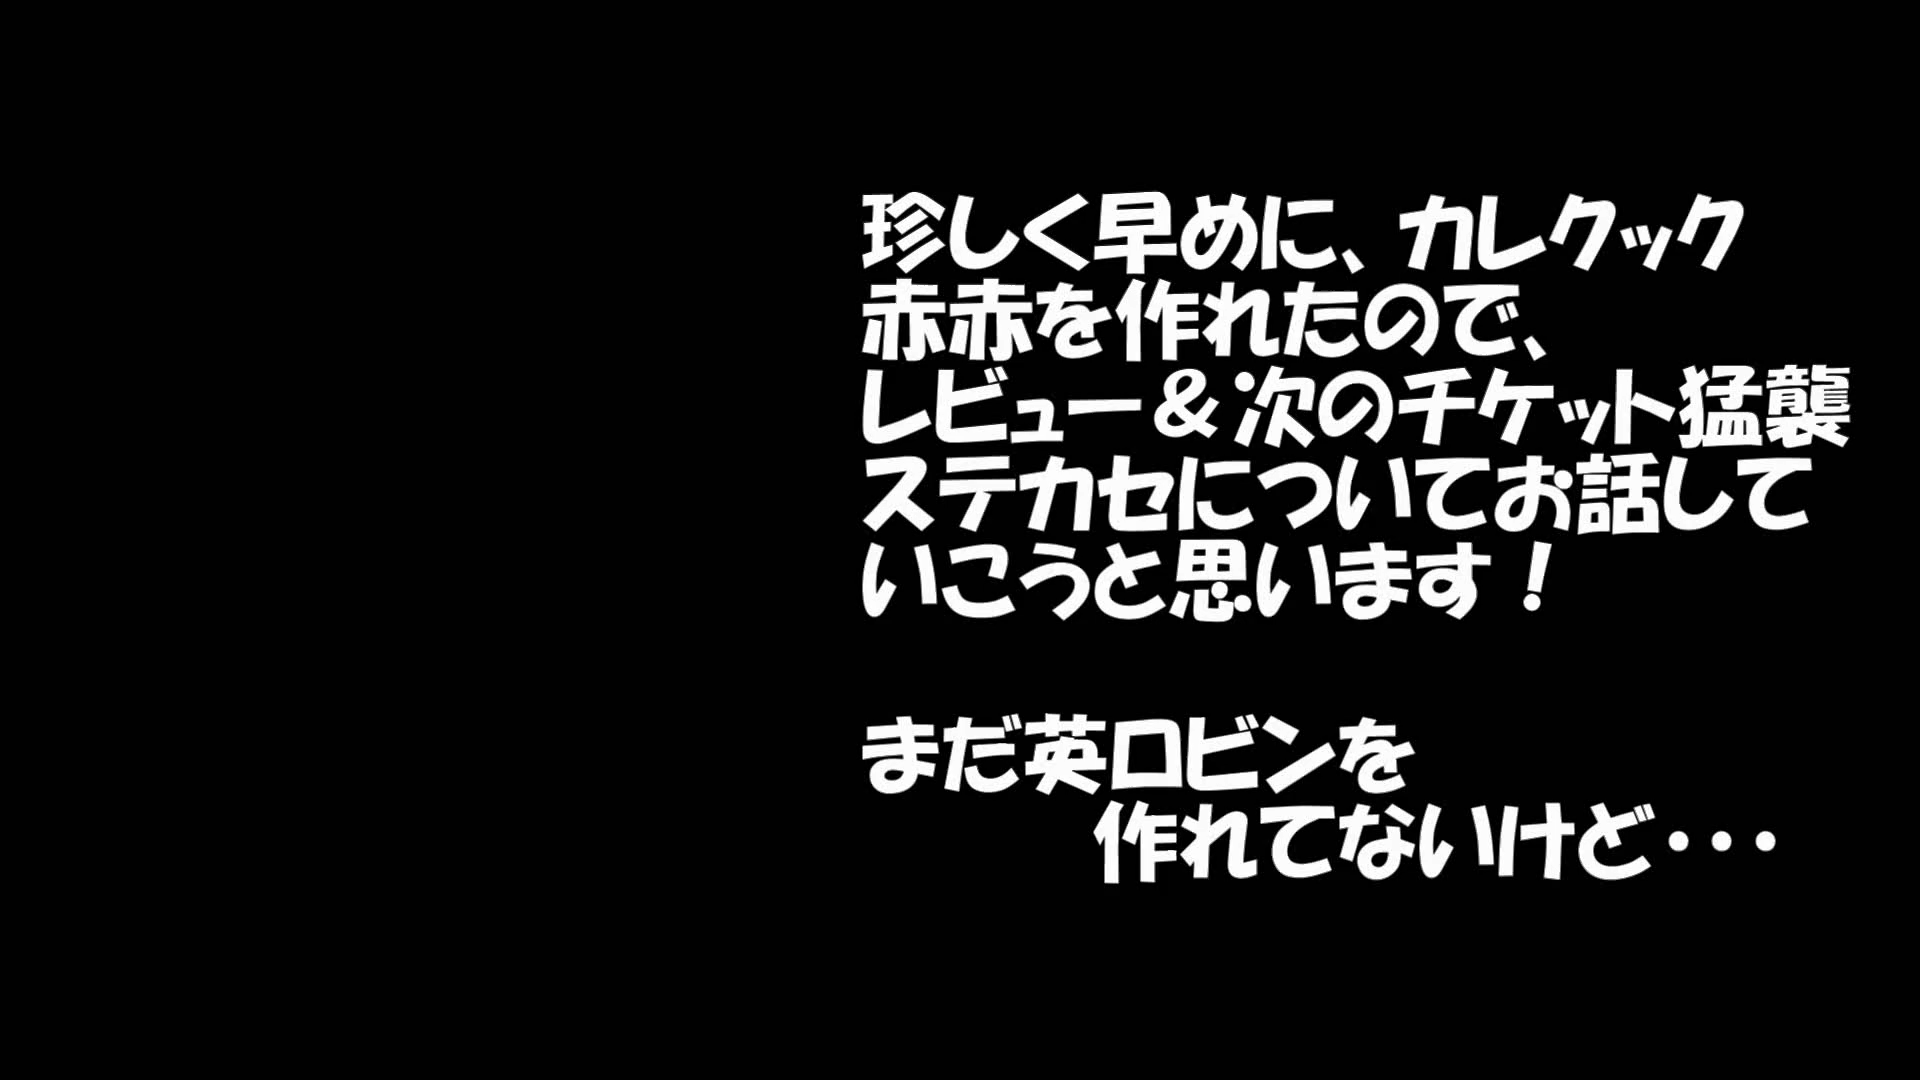 珍しく早めに、カレクック
赤赤を作れたので、
レビュー＆次のチケット猛襲
ステカセについてお話して
いこうと思います！
まだ英ロビンを
作れてないけど・・・